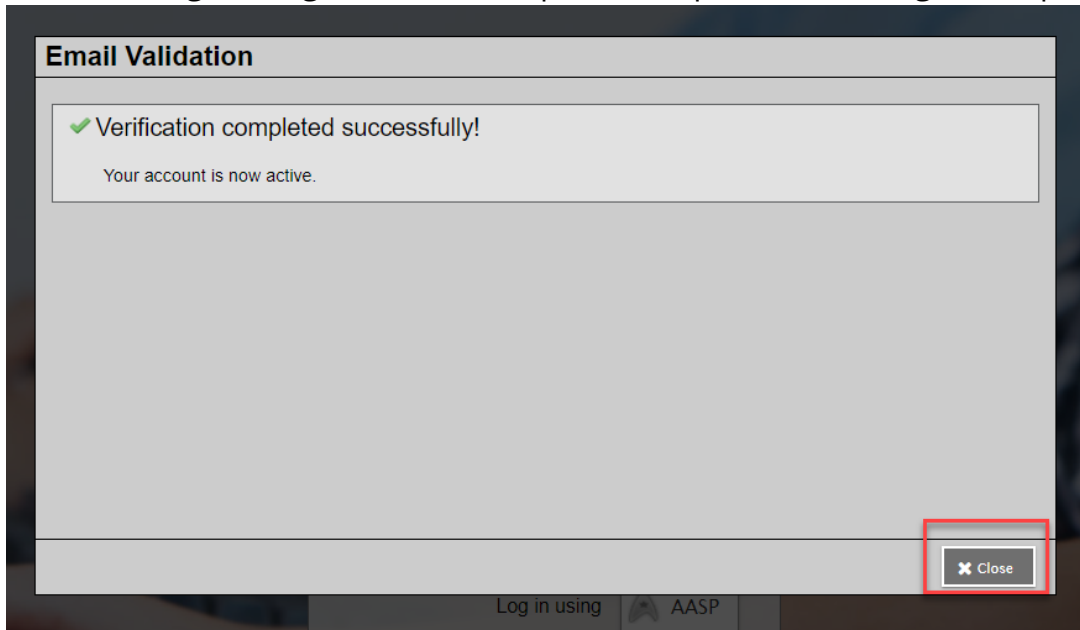 Email Validation
Verification completed successfully!
Your account is now active.
Close
Log in using AASP